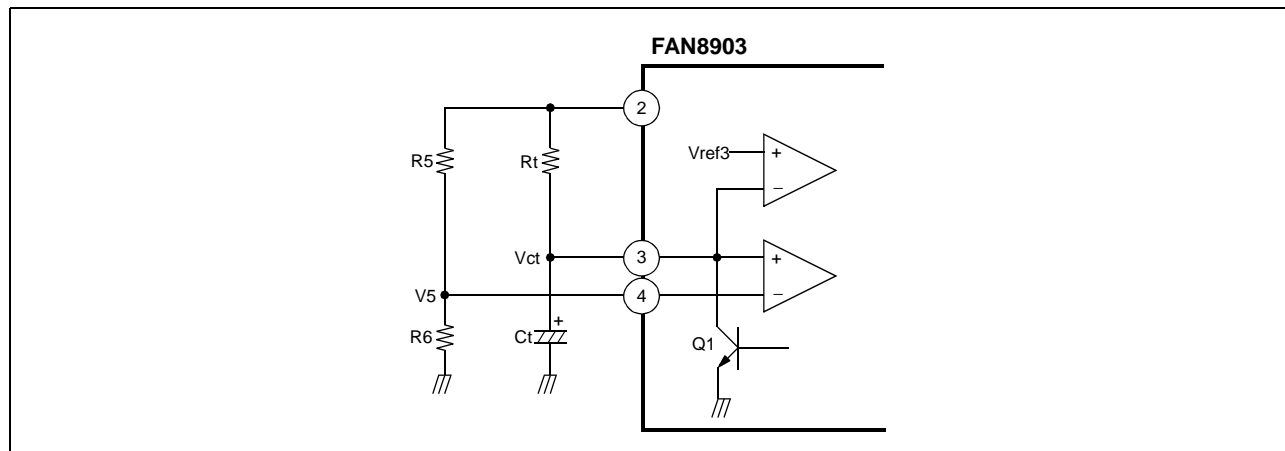 FAN8903
2
R5
Rt
Vref3
+
−
Vct
3
+
V5
4
−
R6
Ct
+
Q1